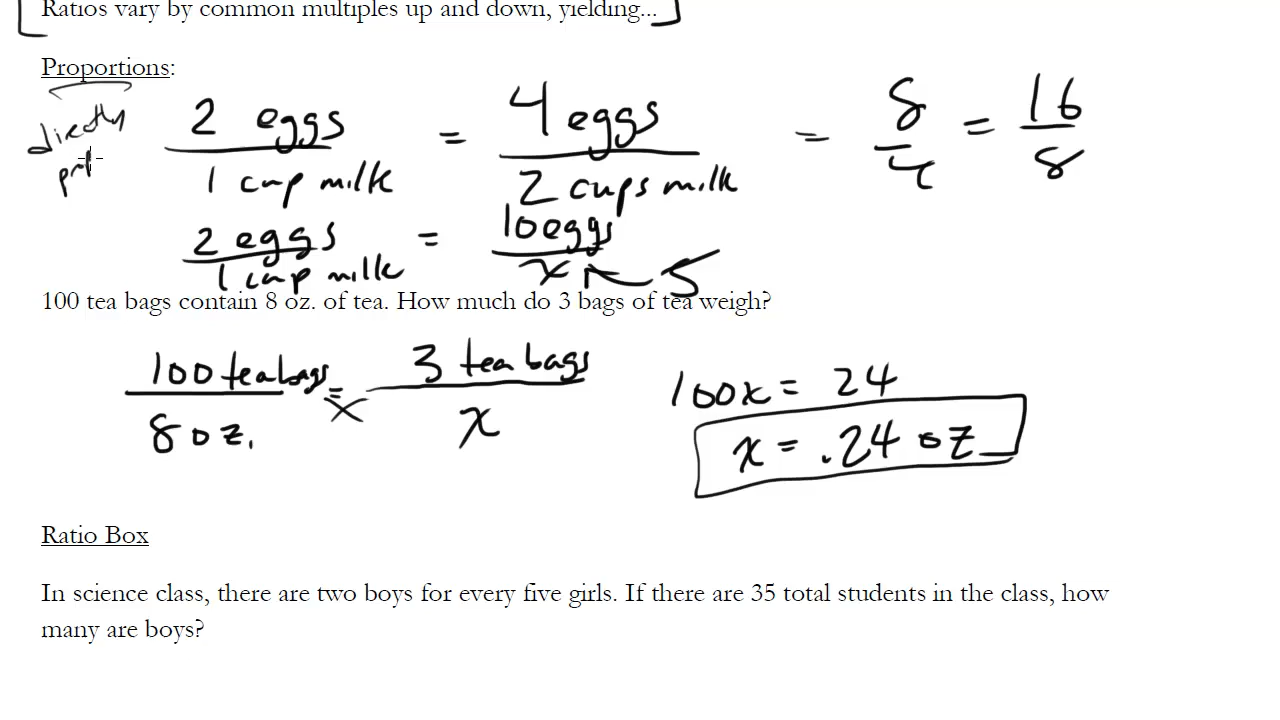 Ratios vary by common multiples up and down, yielding...
Proportions:
directly
2 eggs / 1 cup milk = 4 eggs / 2 cups milk = 8/4 = 16/8
2 eggs / 1 cup milk = 10 eggs / x ← 5
100 tea bags contain 8 oz. of tea. How much do 3 bags of tea weigh?
100 tea bags / 8 oz. = 3 tea bags / x
100x = 24
x = .24 oz
Ratio Box
In science class, there are two boys for every five girls. If there are 35 total students in the class, how
many are boys?